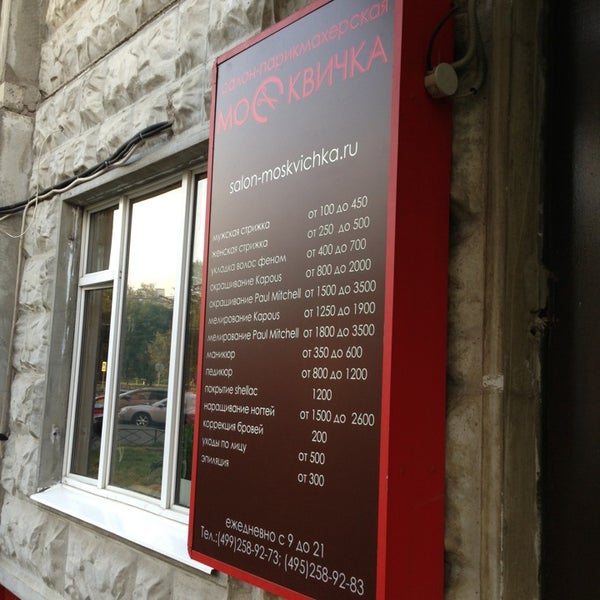 салон-парикмахерская
МОСКВИЧКА
salon-moskvichka.ru
мужская стрижка от 100 до 450
женская стрижка от 250 до 500
укладка волос феном от 400 до 700
окрашивание Kapous от 800 до 2000
окрашивание Paul Mitchell от 1500 до 3500
мелирование Kapous от 1250 до 1900
мелирование Paul Mitchell от 1800 до 3500
маникюр от 350 до 600
педикюр от 800 до 1200
покрытие shellac 1200
наращивание ногтей от 1500 до 2600
коррекция бровей 200
уходы по лицу от 500
эпиляция от 300
ежедневно с 9 до 21
Тел.:(499)258-92-73; (495)258-92-83